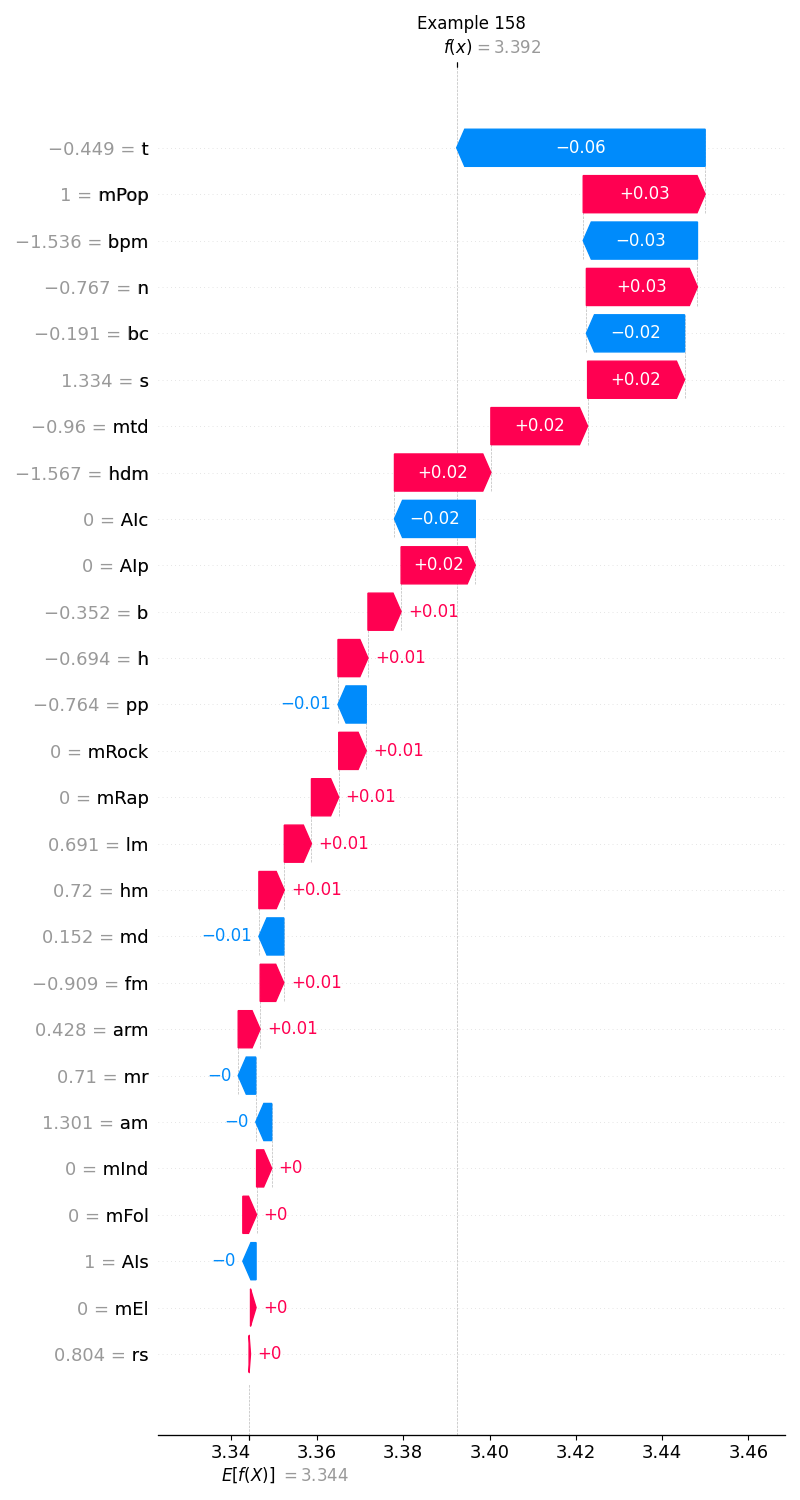 Example 158
f(x) = 3.392
−0.449 = t −0.06
1 = mPop +0.03
−1.536 = bpm −0.03
−0.767 = n +0.03
−0.191 = bc −0.02
1.334 = s +0.02
−0.96 = mtd +0.02
−1.567 = hdm +0.02
0 = AIc −0.02
0 = AIp +0.02
−0.352 = b +0.01
−0.694 = h +0.01
−0.764 = pp −0.01
0 = mRock +0.01
0 = mRap +0.01
0.691 = lm +0.01
0.72 = hm +0.01
0.152 = md −0.01
−0.909 = fm +0.01
0.428 = arm +0.01
0.71 = mr −0
1.301 = am −0
0 = mInd +0
0 = mFol +0
1 = AIs −0
0 = mEl +0
0.804 = rs +0
3.34 3.36 3.38 3.40 3.42 3.44 3.46
E[f(X)] = 3.344